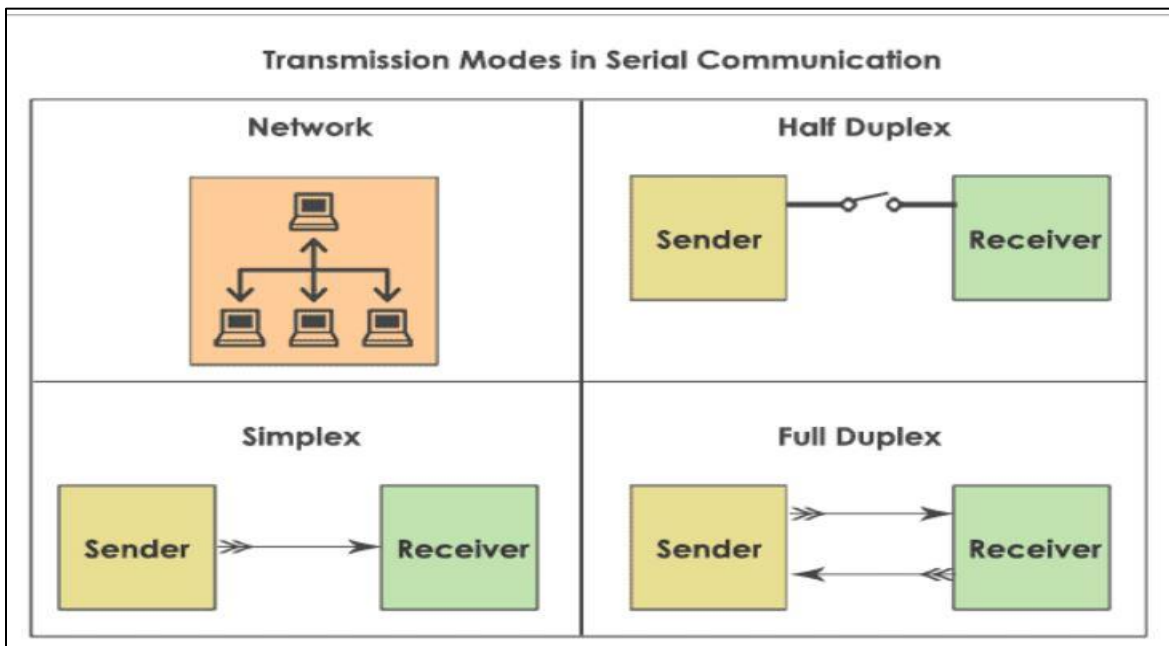 Transmission Modes in Serial Communication
Network
Half Duplex
Sender
Receiver
Simplex
Sender
Receiver
Full Duplex
Sender
Receiver